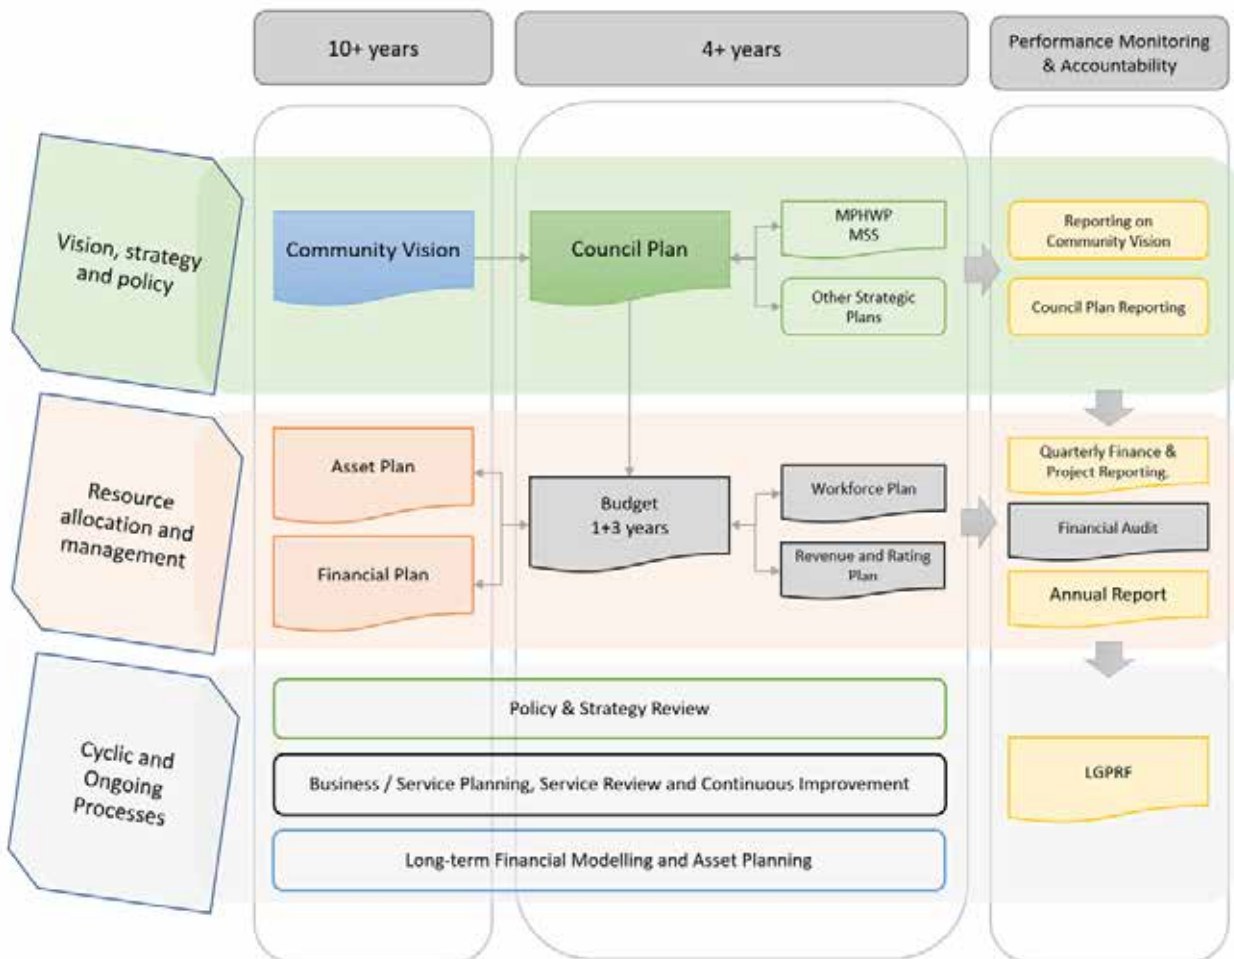 10+ years
4+ years
Performance Monitoring
& Accountability
Vision, strategy
and policy
Community Vision
Council Plan
MPHWP
MSS
Other Strategic
Plans
Reporting on
Community Vision
Council Plan Reporting
Resource
allocation and
management
Asset Plan
Financial Plan
Budget
1+3 years
Workforce Plan
Revenue and Rating
Plan
Quarterly Finance &
Project Reporting.
Financial Audit
Annual Report
Cyclic and
Ongoing
Processes
Policy & Strategy Review
Business / Service Planning, Service Review and Continuous Improvement
Long-term Financial Modelling and Asset Planning
LGPRF